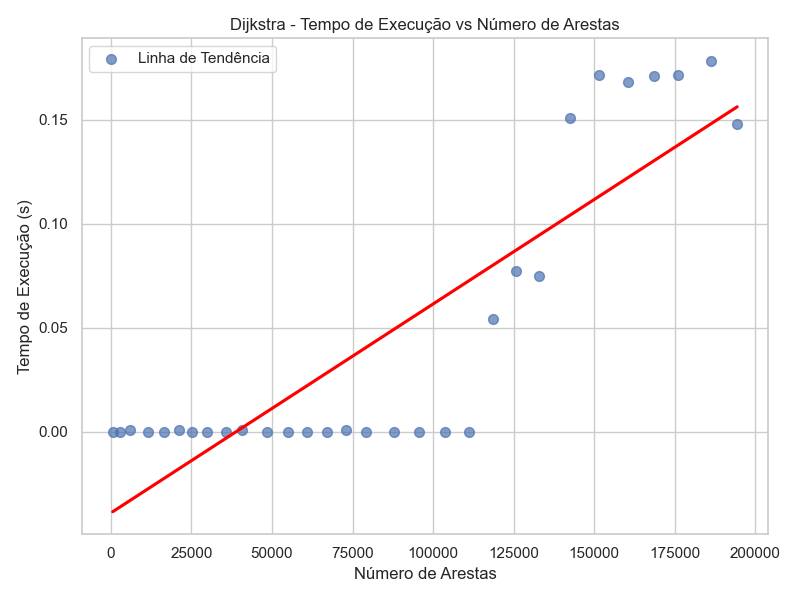 Dijkstra - Tempo de Execução vs Número de Arestas
Linha de Tendência
Tempo de Execução (s)
0.15
0.10
0.05
0.00
0 25000 50000 75000 100000 125000 150000 175000 200000
Número de Arestas